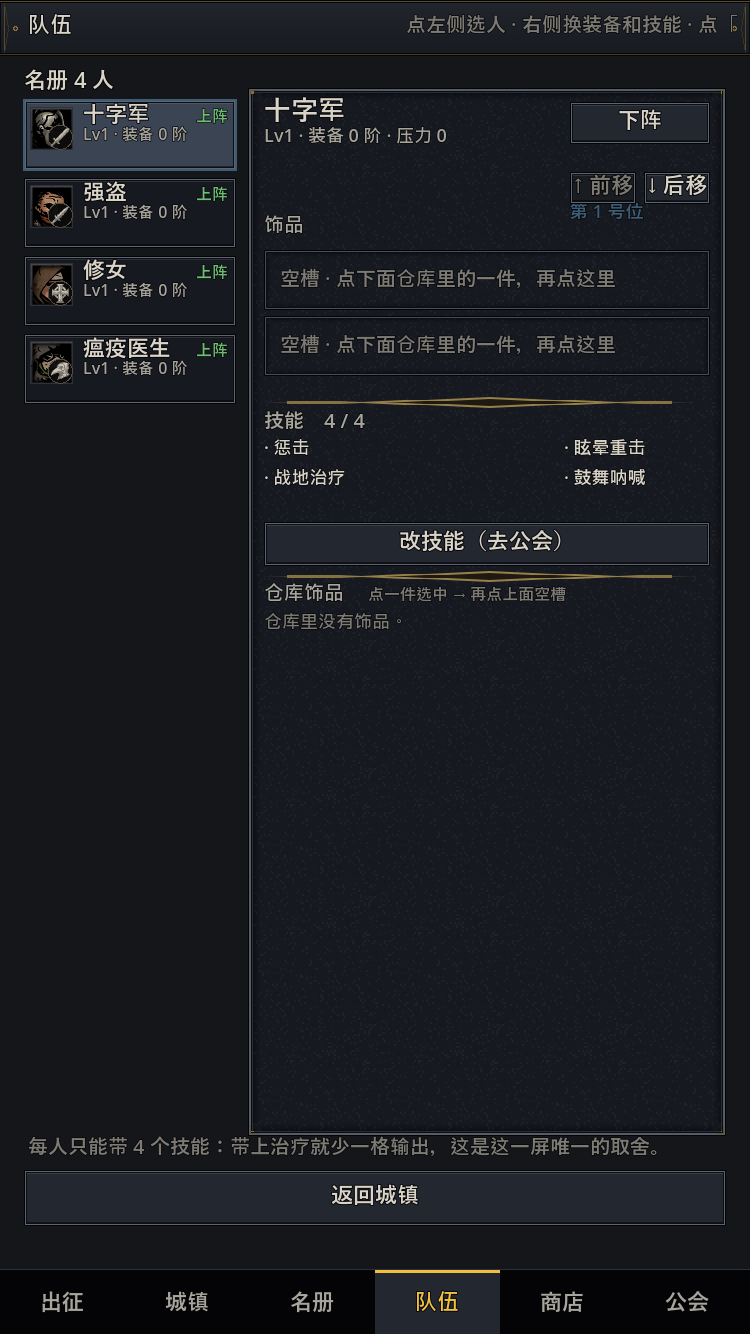 队伍
点左侧选人 · 右侧换装备和技能 · 点「
名册 4 人
十字军 上阵
Lv1 · 装备 0 阶
强盗 上阵
Lv1 · 装备 0 阶
修女 上阵
Lv1 · 装备 0 阶
瘟疫医生 上阵
Lv1 · 装备 0 阶
十字军
Lv1 · 装备 0 阶 · 压力 0
下阵
↑ 前移 ↓ 后移
第 1 号位
饰品
空槽 · 点下面仓库里的一件，再点这里
空槽 · 点下面仓库里的一件，再点这里
技能 4 / 4
· 惩击 · 眩晕重击
· 战地治疗 · 鼓舞呐喊
改技能（去公会）
仓库饰品 点一件选中 → 再点上面空槽
仓库里没有饰品。
每人只能带 4 个技能：带上治疗就少一格输出，这是这一屏唯一的取舍。
返回城镇
出征 城镇 名册 队伍 商店 公会